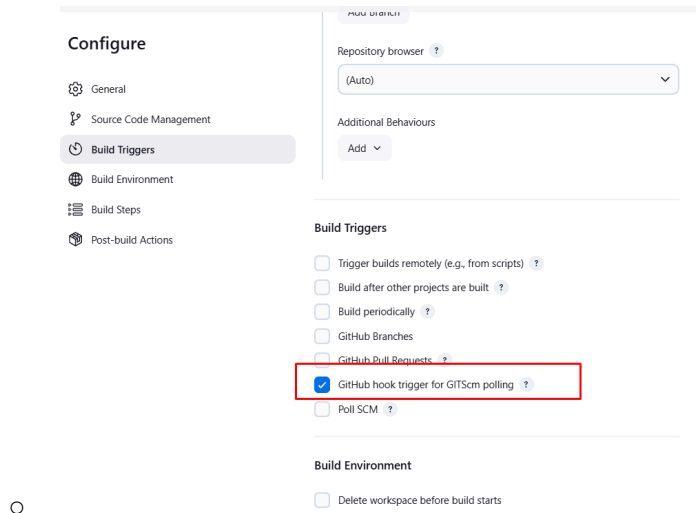 Add Branch
Configure
Repository browser ?
(Auto)
General
Source Code Management
Additional Behaviours
Build Triggers
Add
Build Environment
Build Steps
Post-build Actions
Build Triggers
Trigger builds remotely (e.g., from scripts) ?
Build after other projects are built ?
Build periodically ?
GitHub Branches
GitHub Pull Requests ?
GitHub hook trigger for GITScm polling ?
Poll SCM ?
Build Environment
Delete workspace before build starts